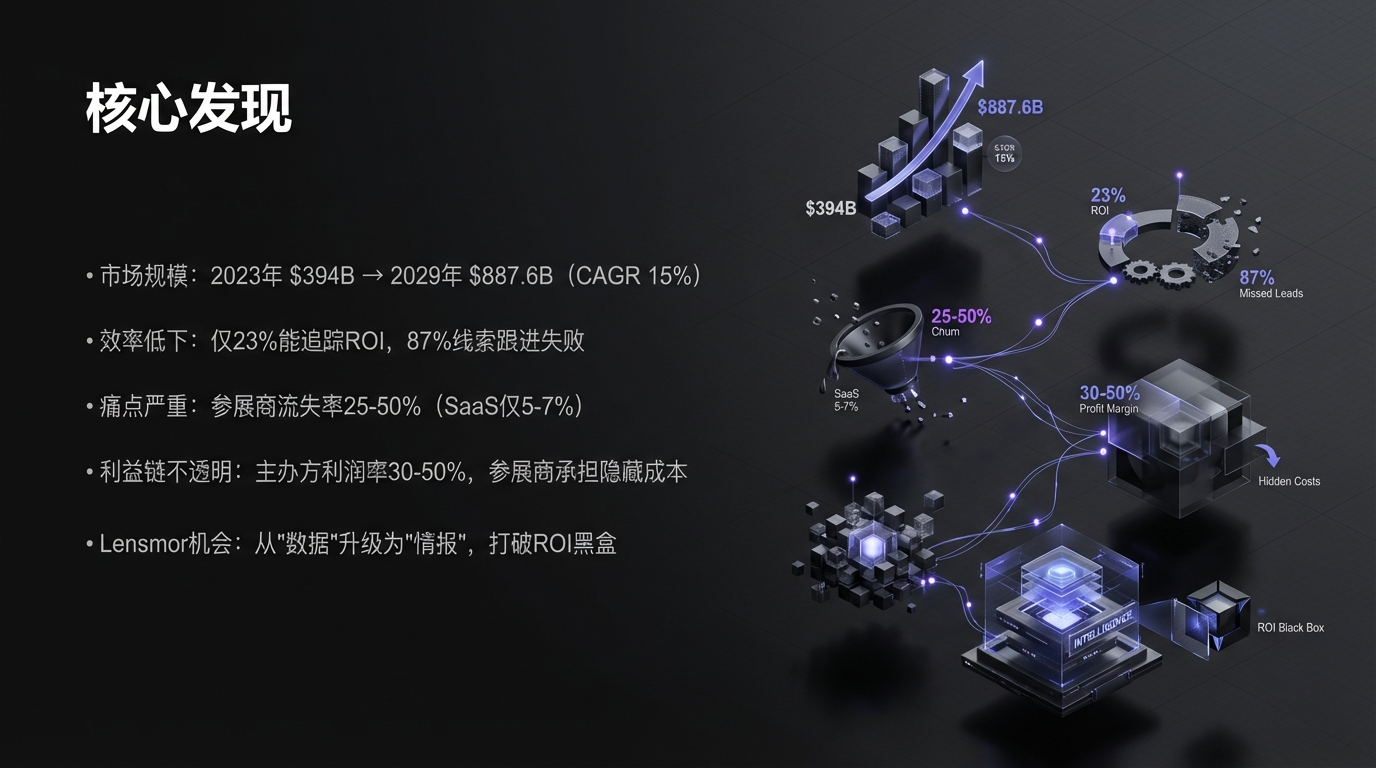 核心发现
• 市场规模：2023年 $394B → 2029年 $887.6B（CAGR 15%）
• 效率低下：仅23%能追踪ROI，87%线索跟进失败
• 痛点严重：参展商流失率25-50%（SaaS仅5-7%）
• 利益链不透明：主办方利润率30-50%，参展商承担隐藏成本
• Lensmor机会：从"数据"升级为"情报"，打破ROI黑盒
$887.6B
$394B
23%
ROI
87%
Missed Leads
25-50%
Chum
SaaS
5-7%
30-50%
Profit Margin
Hidden Costs
INTELLIGENCE
ROI Black Box